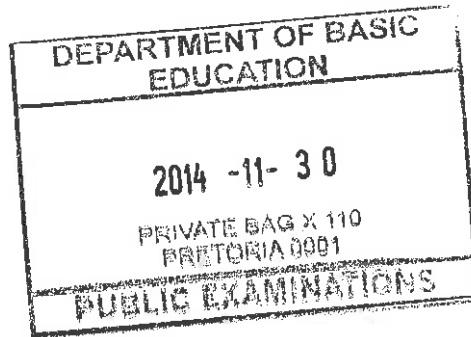 DEPARTMENT OF BASIC
EDUCATION
2014 -11- 30
PRIVATE BAG X 110
PRETORIA 0001
PUBLIC EXAMINATIONS